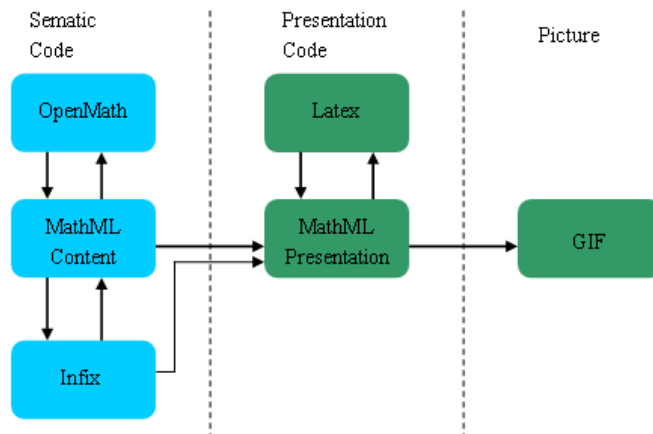 Sematic
Code
Presentation
Code
Picture
OpenMath
Latex
MathML
Content
MathML
Presentation
GIF
Infix